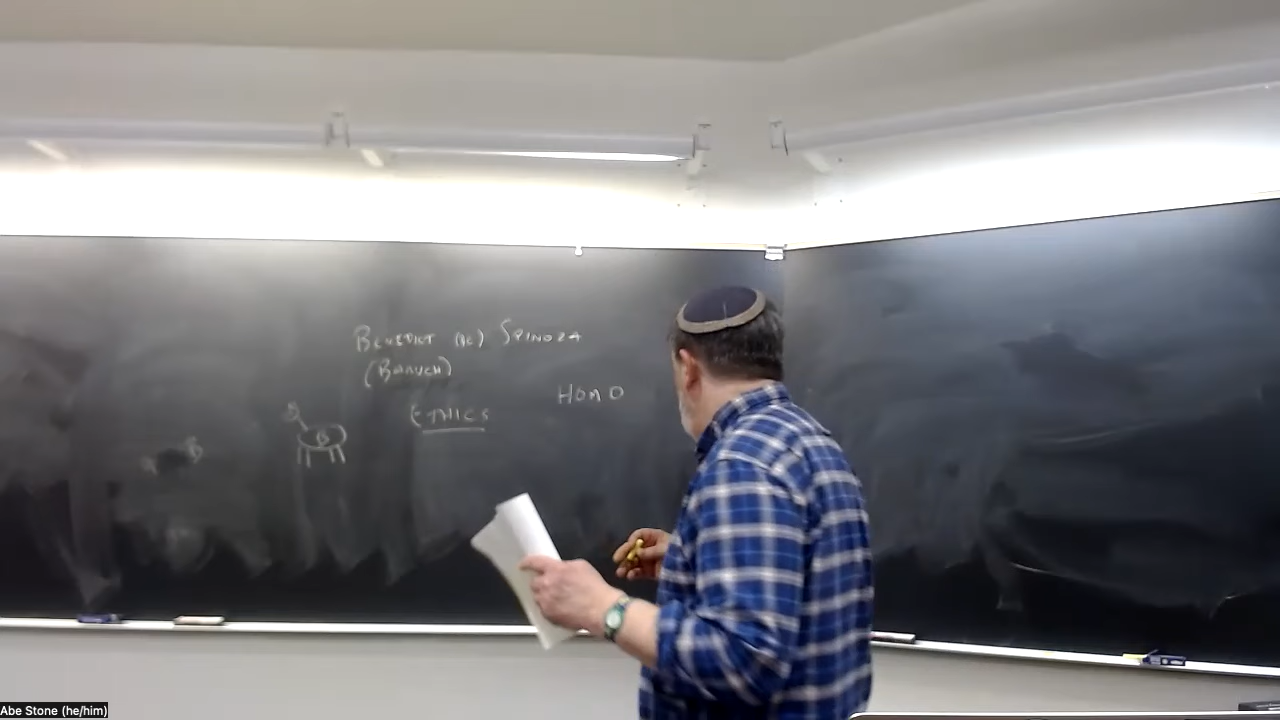 BENEDICT (DE) SPINOZA
(BARUCH)
HOMO
ETHICS
Abe Stone (he/him)